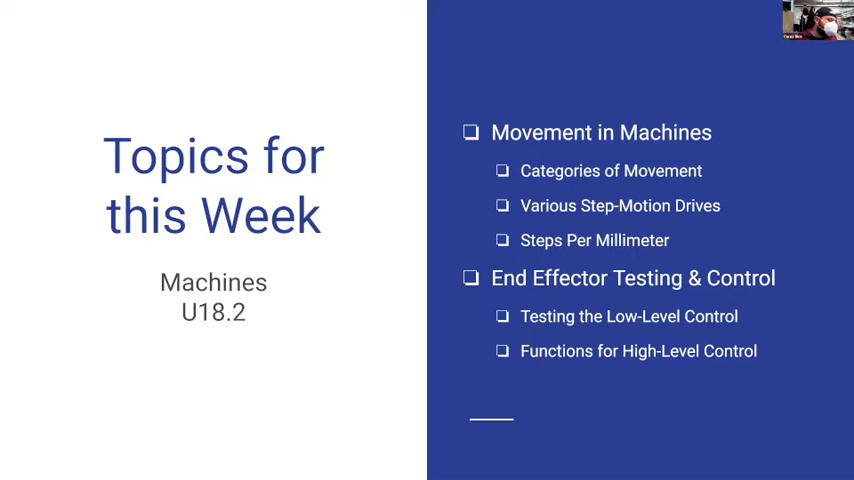 Topics for
this Week
Machines
U18.2
Movement in Machines
Categories of Movement
Various Step-Motion Drives
Steps Per Millimeter
End Effector Testing & Control
Testing the Low-Level Control
Functions for High-Level Control